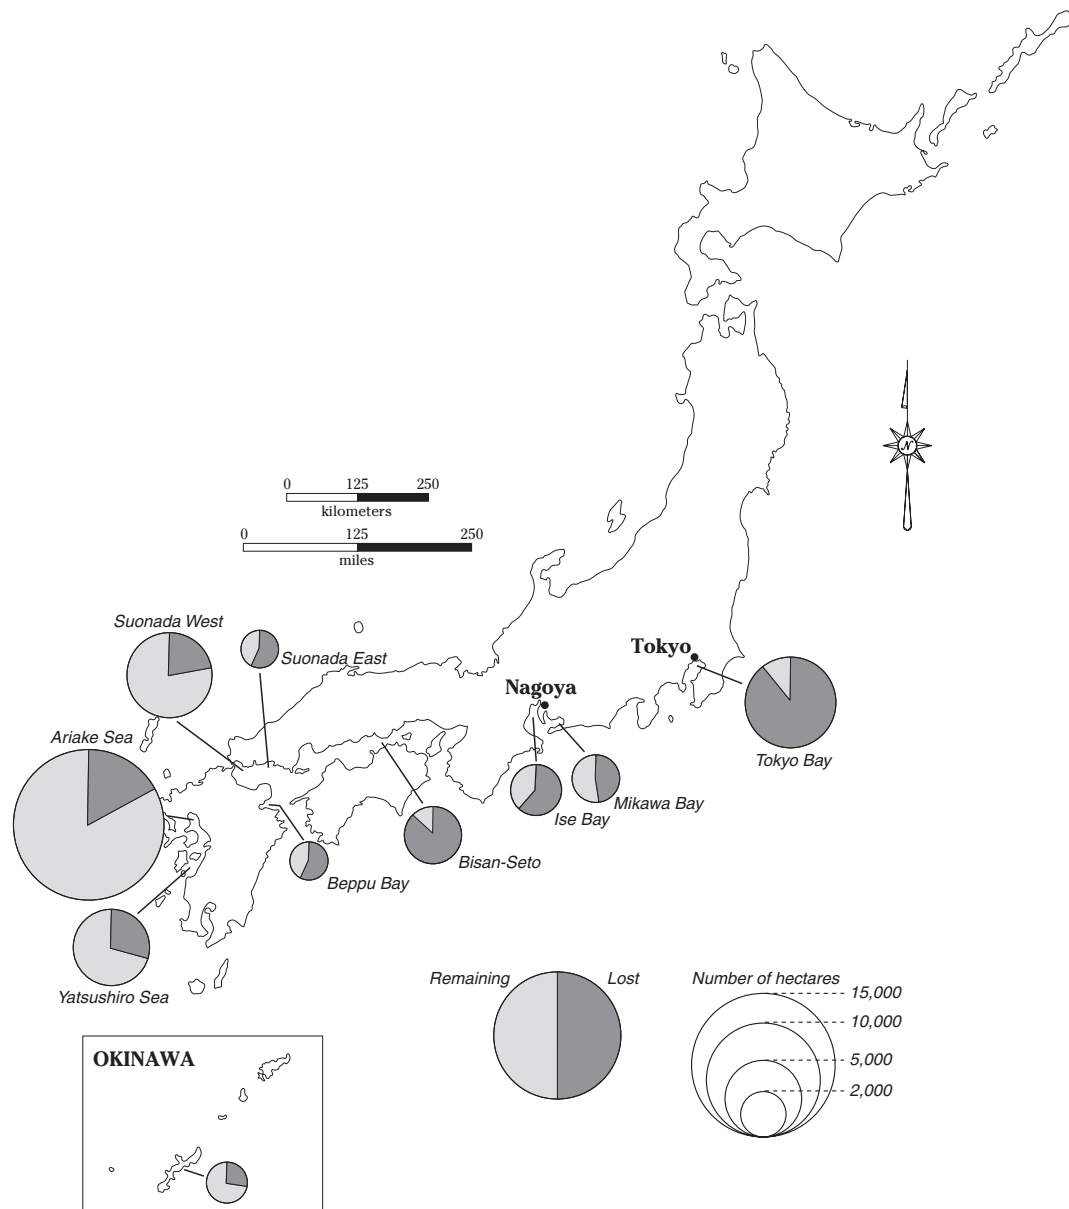 0 125 250
kilometers
0 125 250
miles
Suonada West
Suonada East
Tokyo
Nagoya
Ariake Sea
Tokyo Bay
Mikawa Bay
Ise Bay
Bisan-Seto
Beppu Bay
Yatsushiro Sea
N
Remaining
Lost
Number of hectares
15,000
10,000
5,000
2,000
OKINAWA